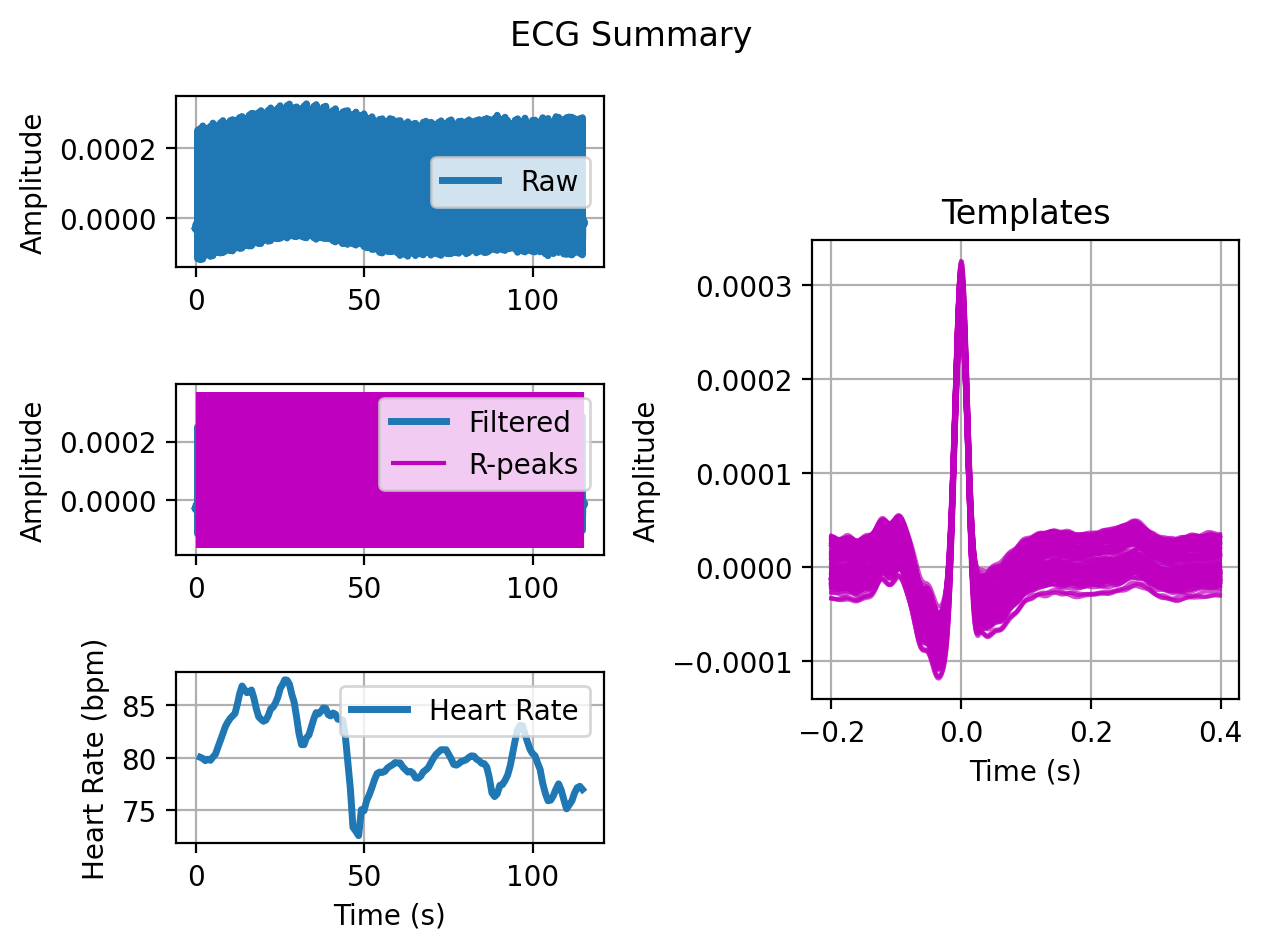 ECG Summary
Amplitude
0.0002
0.0000
Raw
0
50
100
Amplitude
0.0002
0.0000
Filtered
R-peaks
0
50
100
Heart Rate (bpm)
85
80
75
Heart Rate
0
50
100
Time (s)
Templates
Amplitude
0.0003
0.0002
0.0001
0.0000
−0.0001
−0.2
0.0
0.2
0.4
Time (s)